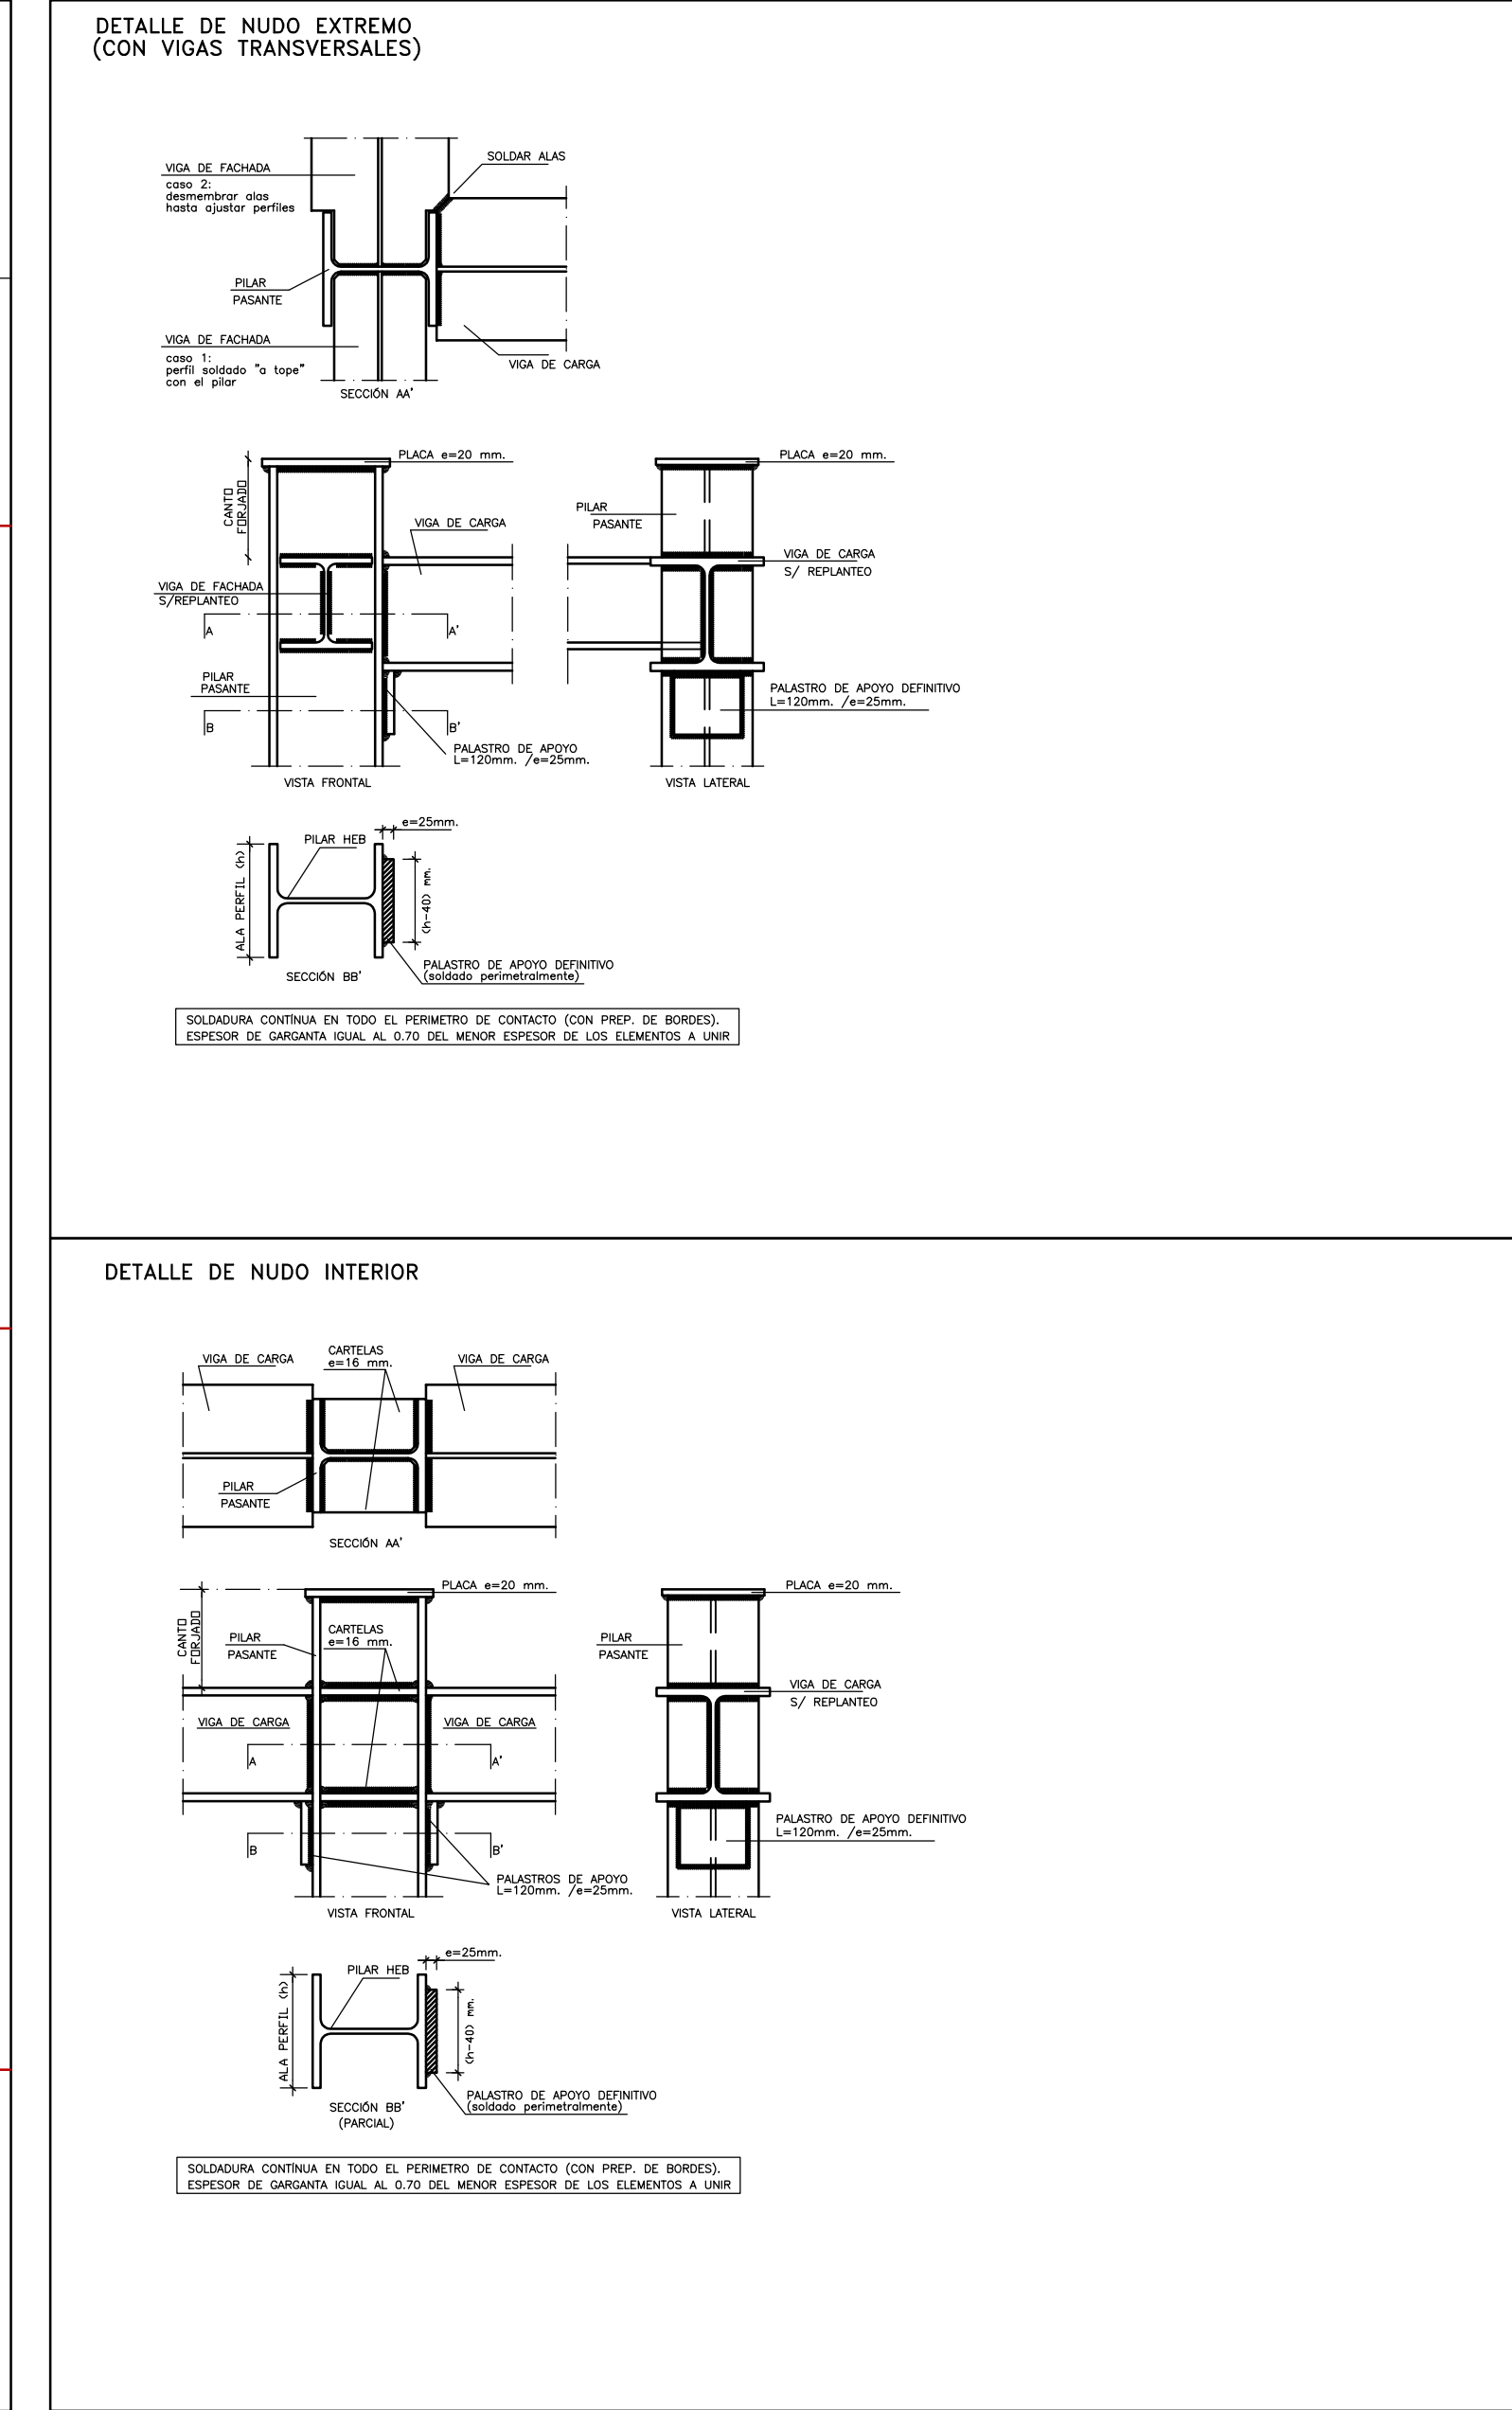 DETALLE DE NUDO EXTREMO
(CON VIGAS TRANSVERSALES)
SOLDAR ALAS
VIGA DE FACHADA
caso 2:
desmembrar alas
hasta ajustar perfiles
PILAR
PASANTE
VIGA DE FACHADA
caso 1:
perfil soldado "a tope"
con el pilar
VIGA DE CARGA
SECCIÓN AA'
PLACA e=20 mm.
CANTO
FORJADO
VIGA DE CARGA
VIGA DE FACHADA
S/REPLANTEO
A
A'
PILAR
PASANTE
B
B'
PALASTRO DE APOYO
L=120mm. /e=25mm.
VISTA FRONTAL
PLACA e=20 mm.
PILAR
PASANTE
VIGA DE CARGA
S/ REPLANTEO
PALASTRO DE APOYO DEFINITIVO
L=120mm. /e=25mm.
VISTA LATERAL
e=25mm.
PILAR HEB
ALA PERFIL (h)
(h-40) mm.
PALASTRO DE APOYO DEFINITIVO
(soldado perimetralmente)
SECCIÓN BB'
SOLDADURA CONTÍNUA EN TODO EL PERIMETRO DE CONTACTO (CON PREP. DE BORDES).
ESPESOR DE GARGANTA IGUAL AL 0.70 DEL MENOR ESPESOR DE LOS ELEMENTOS A UNIR
DETALLE DE NUDO INTERIOR
VIGA DE CARGA
CARTELAS
e=16 mm.
VIGA DE CARGA
PILAR
PASANTE
SECCIÓN AA'
PLACA e=20 mm.
CANTO
FORJADO
PILAR
PASANTE
CARTELAS
e=16 mm.
VIGA DE CARGA
VIGA DE CARGA
A
A'
B
B'
PALASTROS DE APOYO
L=120mm. /e=25mm.
VISTA FRONTAL
PLACA e=20 mm.
PILAR
PASANTE
VIGA DE CARGA
S/ REPLANTEO
PALASTRO DE APOYO DEFINITIVO
L=120mm. /e=25mm.
VISTA LATERAL
e=25mm.
PILAR HEB
ALA PERFIL (h)
(h-40) mm.
PALASTRO DE APOYO DEFINITIVO
(soldado perimetralmente)
SECCIÓN BB'
(PARCIAL)
SOLDADURA CONTÍNUA EN TODO EL PERIMETRO DE CONTACTO (CON PREP. DE BORDES).
ESPESOR DE GARGANTA IGUAL AL 0.70 DEL MENOR ESPESOR DE LOS ELEMENTOS A UNIR